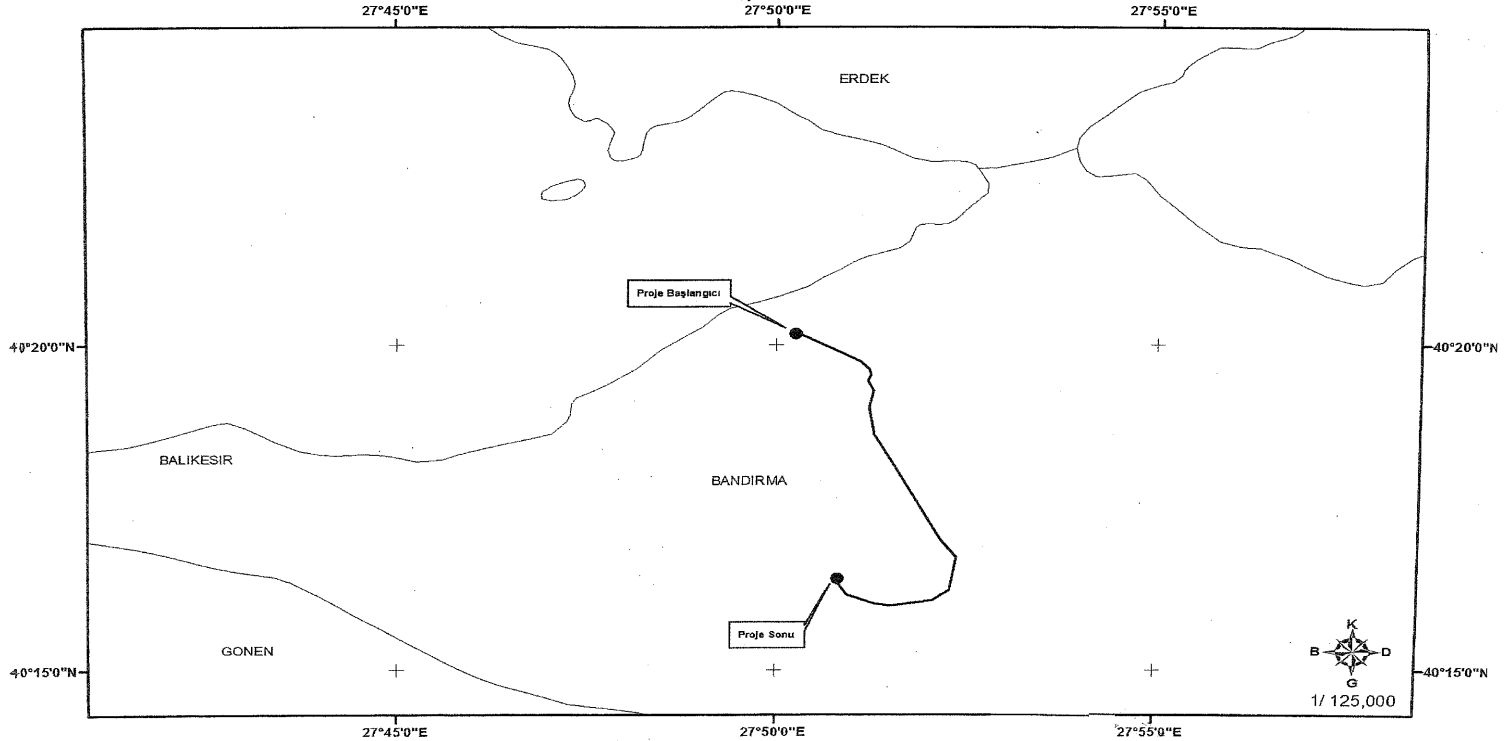 27°45'0"E
27°50'0"E
27°55'0"E
ERDEK
Proje Başlangıcı
40°20'0"N
40°20'0"N
BALIKESIR
BANDIRMA
Proje Sonu
GONEN
K
B
D
G
40°15'0"N
40°15'0"N
1/ 125,000
27°45'0"E
27°50'0"E
27°55'0"E